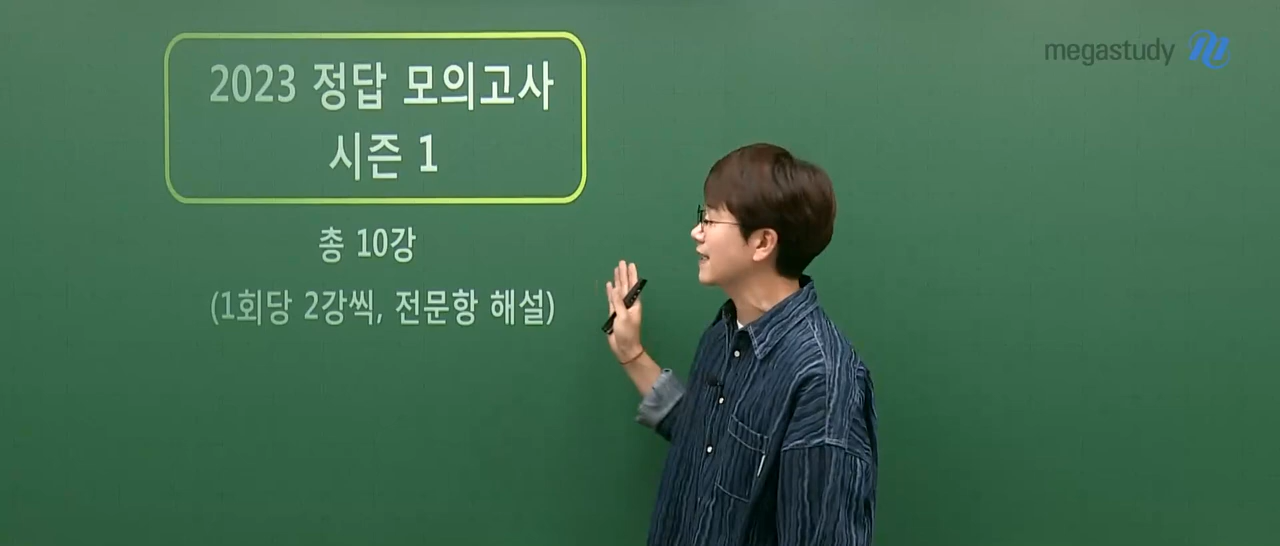 megastudy
2023 정답 모의고사
시즌 1
총 10강
(1회당 2강씩, 전문항 해설)